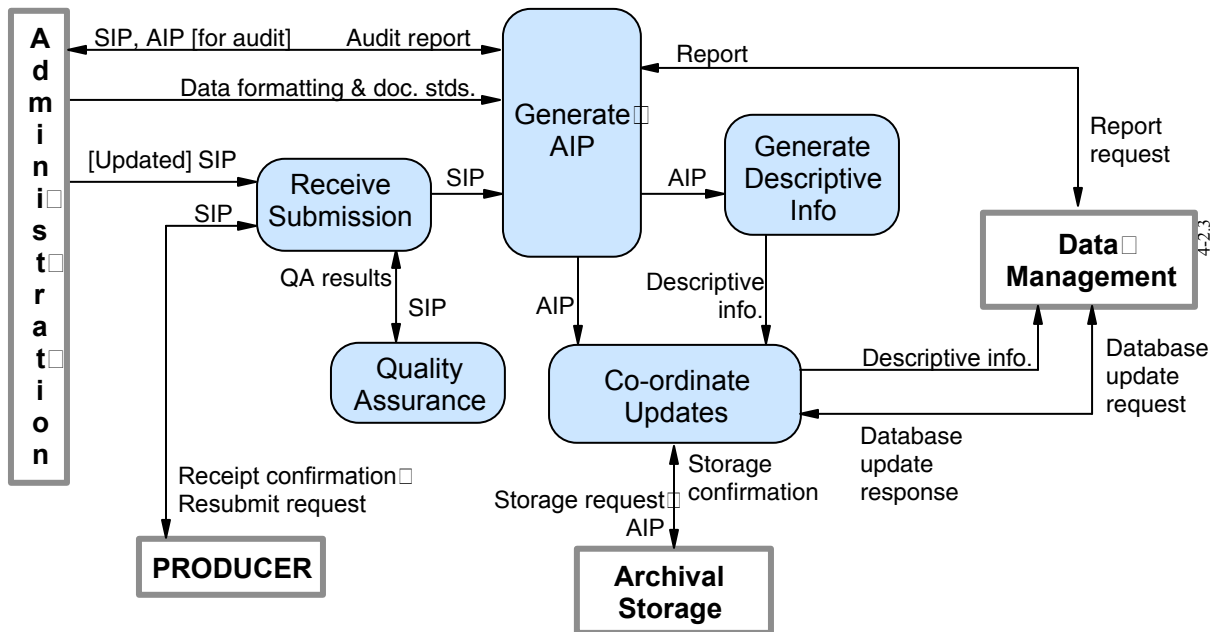 Administration
SIP, AIP [for audit]
Audit report
Data formatting & doc. stds.
[Updated] SIP
SIP
Receive
Submission
SIP
Generate
AIP
Report
Report
request
AIP
Generate
Descriptive
Info
Data
Management
4-2.3
QA results
SIP
Quality
Assurance
AIP
Descriptive
info.
Co-ordinate
Updates
Descriptive info.
Database
update
request
Database
update
response
Receipt confirmation
Resubmit request
PRODUCER
Storage
confirmation
Storage request
AIP
Archival
Storage